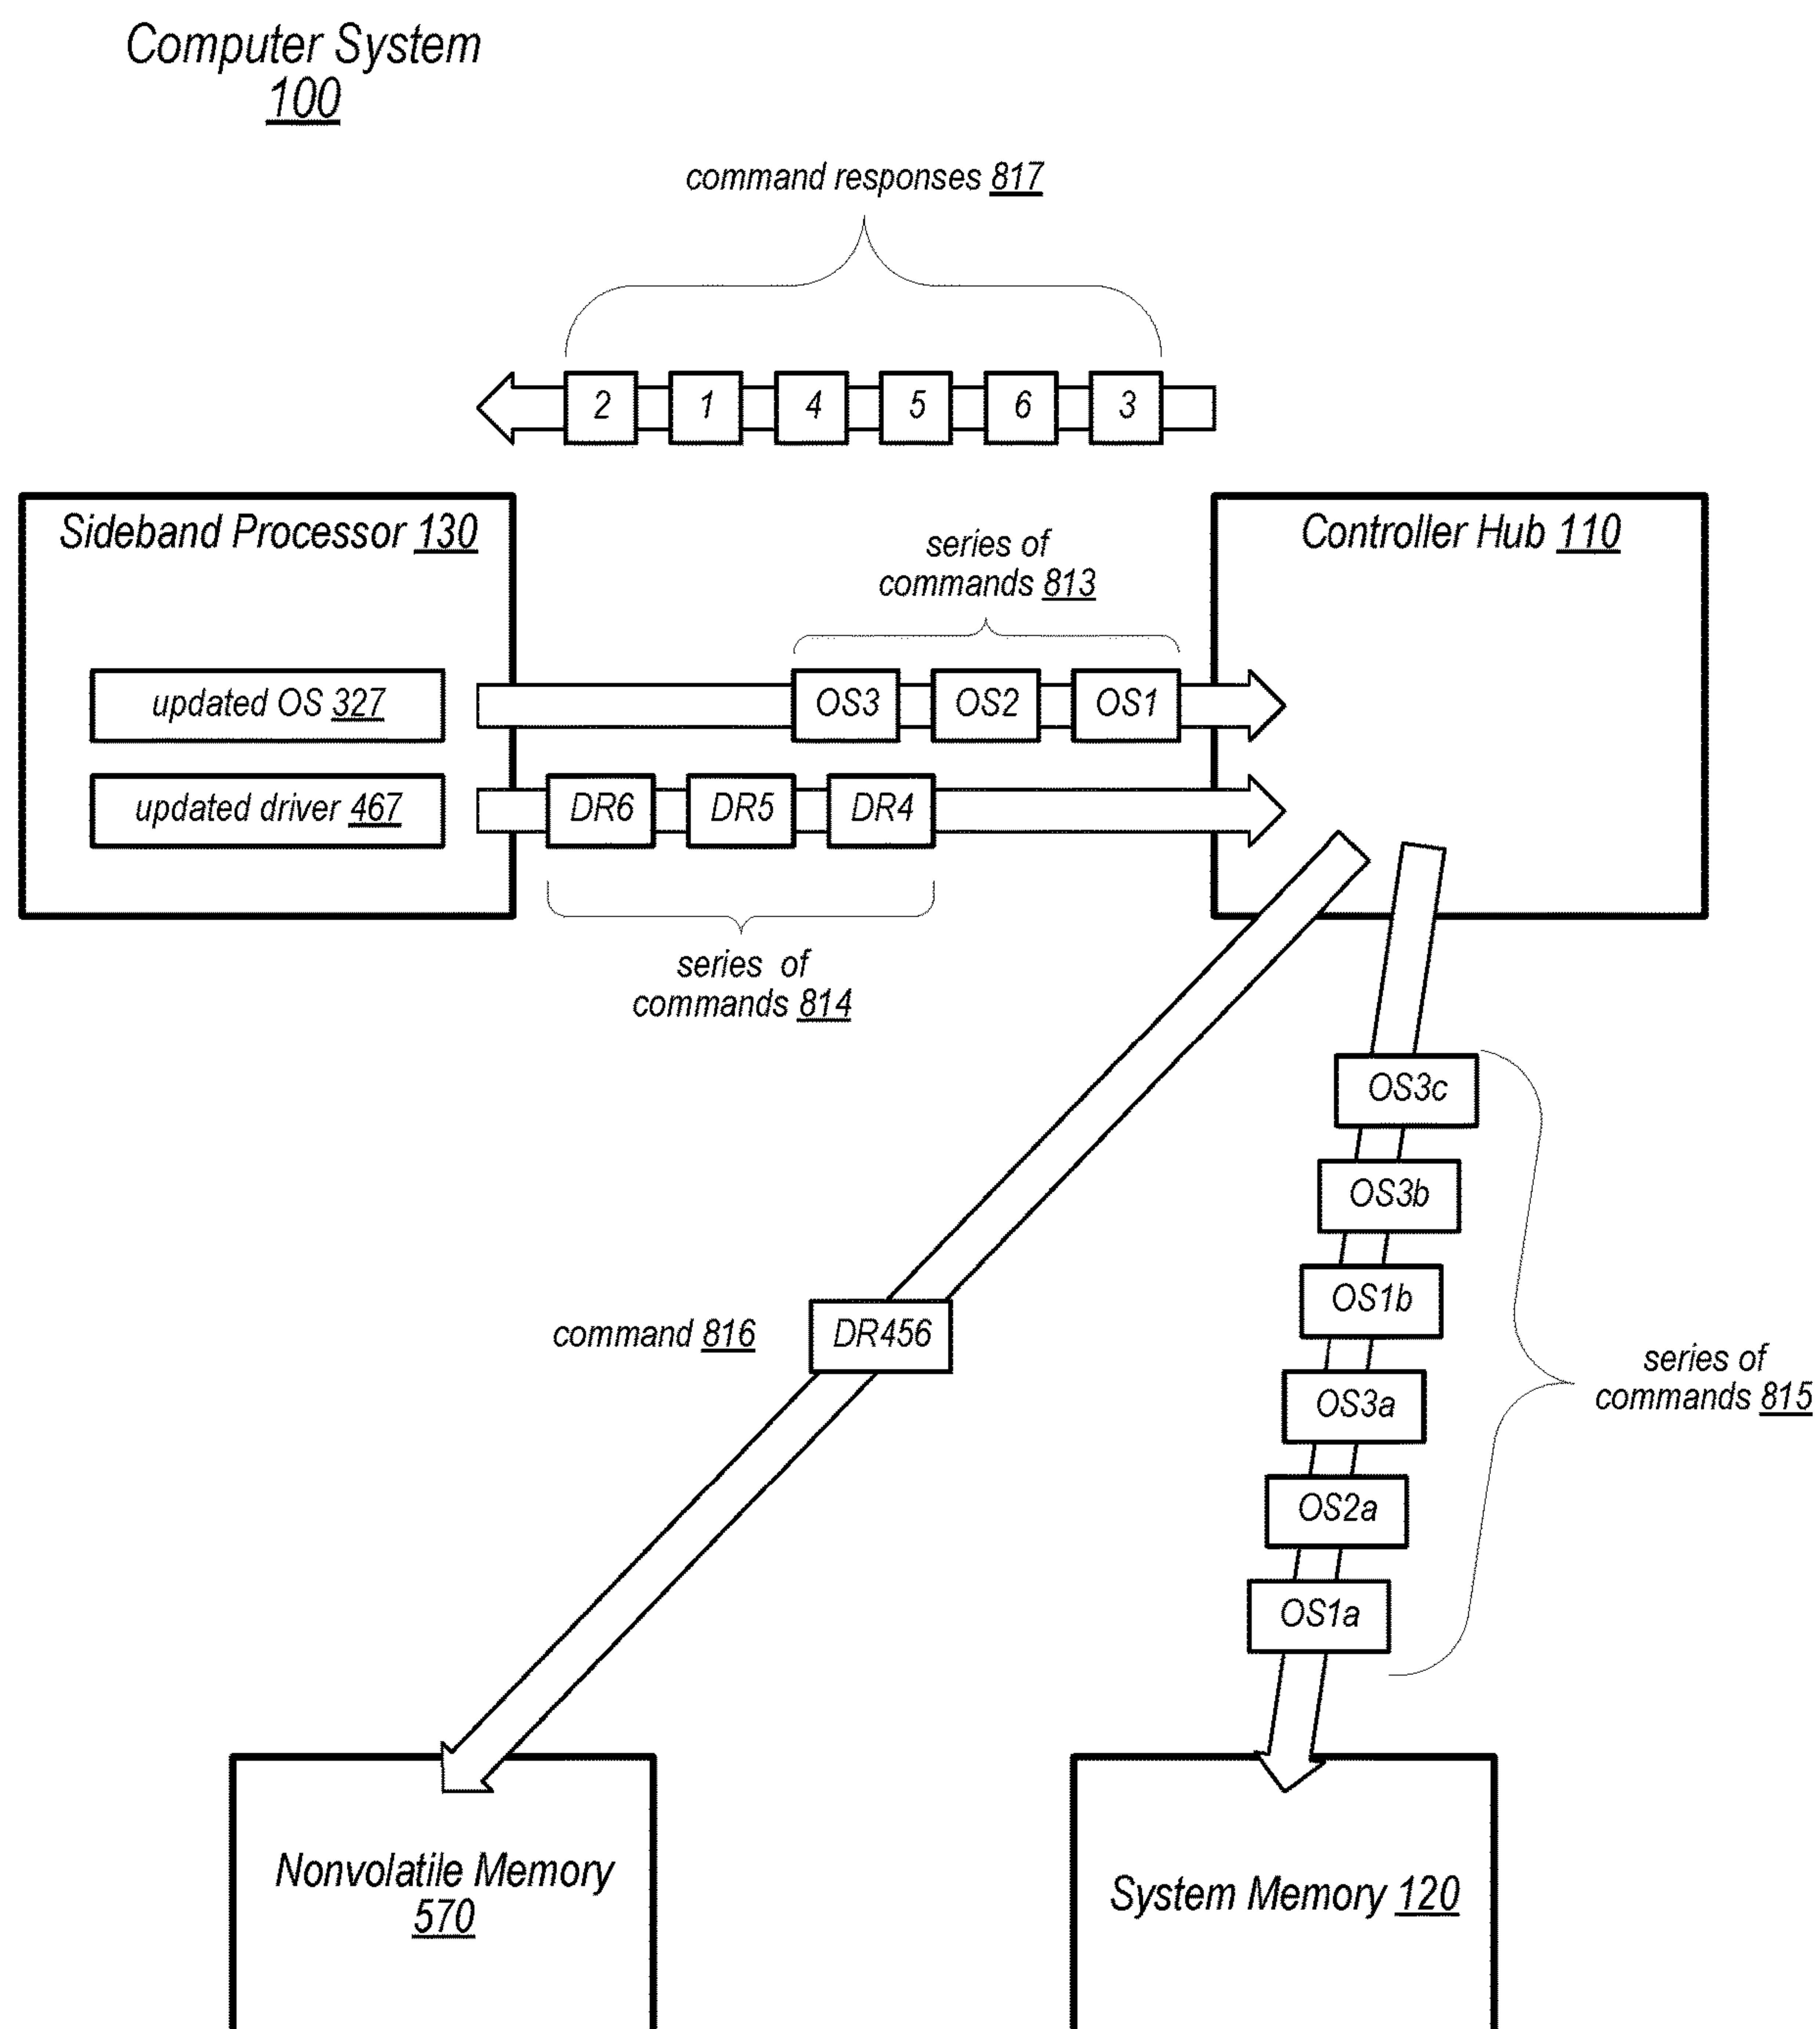 Computer System
100
command responses 817
2 1 4 5 6 3
Sideband Processor 130
Controller Hub 110
series of
commands 813
updated OS 327
OS3 OS2 OS1
updated driver 467
DR6 DR5 DR4
series of
commands 814
OS3c
OS3b
OS1b
command 816
DR456
OS3a
series of
commands 815
OS2a
OS1a
Nonvolatile Memory
570
System Memory 120